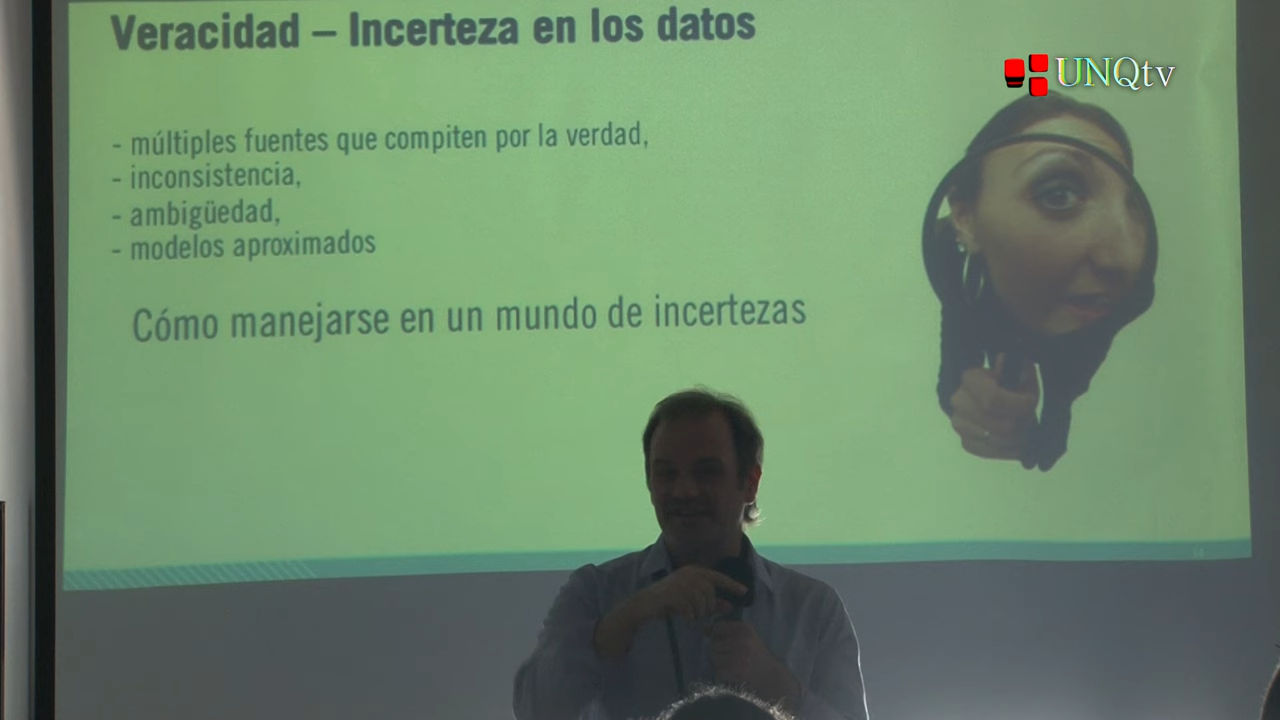 Veracidad – Incerteza en los datos
UNQtv
- múltiples fuentes que compiten por la verdad,
- inconsistencia,
- ambigüedad,
- modelos aproximados
Cómo manejarse en un mundo de incertezas